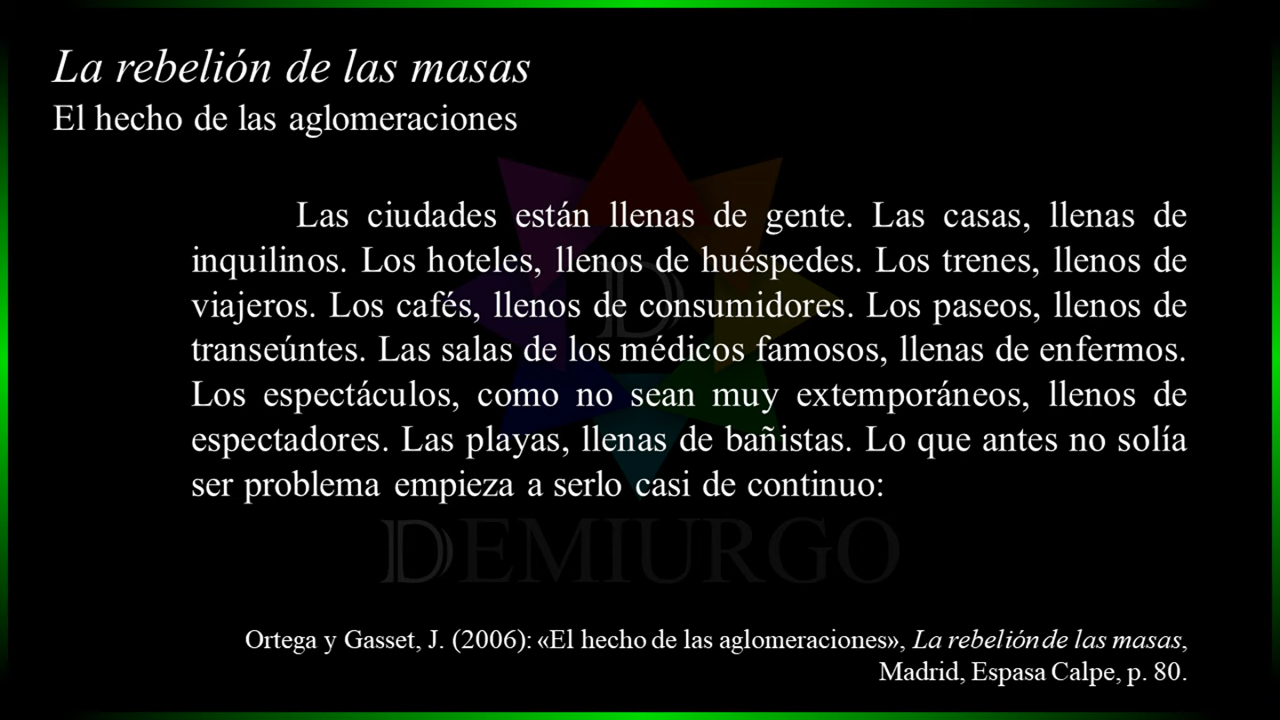 La rebelión de las masas
El hecho de las aglomeraciones
Las ciudades están llenas de gente. Las casas, llenas de
inquilinos. Los hoteles, llenos de huéspedes. Los trenes, llenos de
viajeros. Los cafés, llenos de consumidores. Los paseos, llenos de
transeúntes. Las salas de los médicos famosos, llenas de enfermos.
Los espectáculos, como no sean muy extemporáneos, llenos de
espectadores. Las playas, llenas de bañistas. Lo que antes no solía
ser problema empieza a serlo casi de continuo:
D
DEMIURGO
Ortega y Gasset, J. (2006): «El hecho de las aglomeraciones», La rebelión de las masas,
Madrid, Espasa Calpe, p. 80.